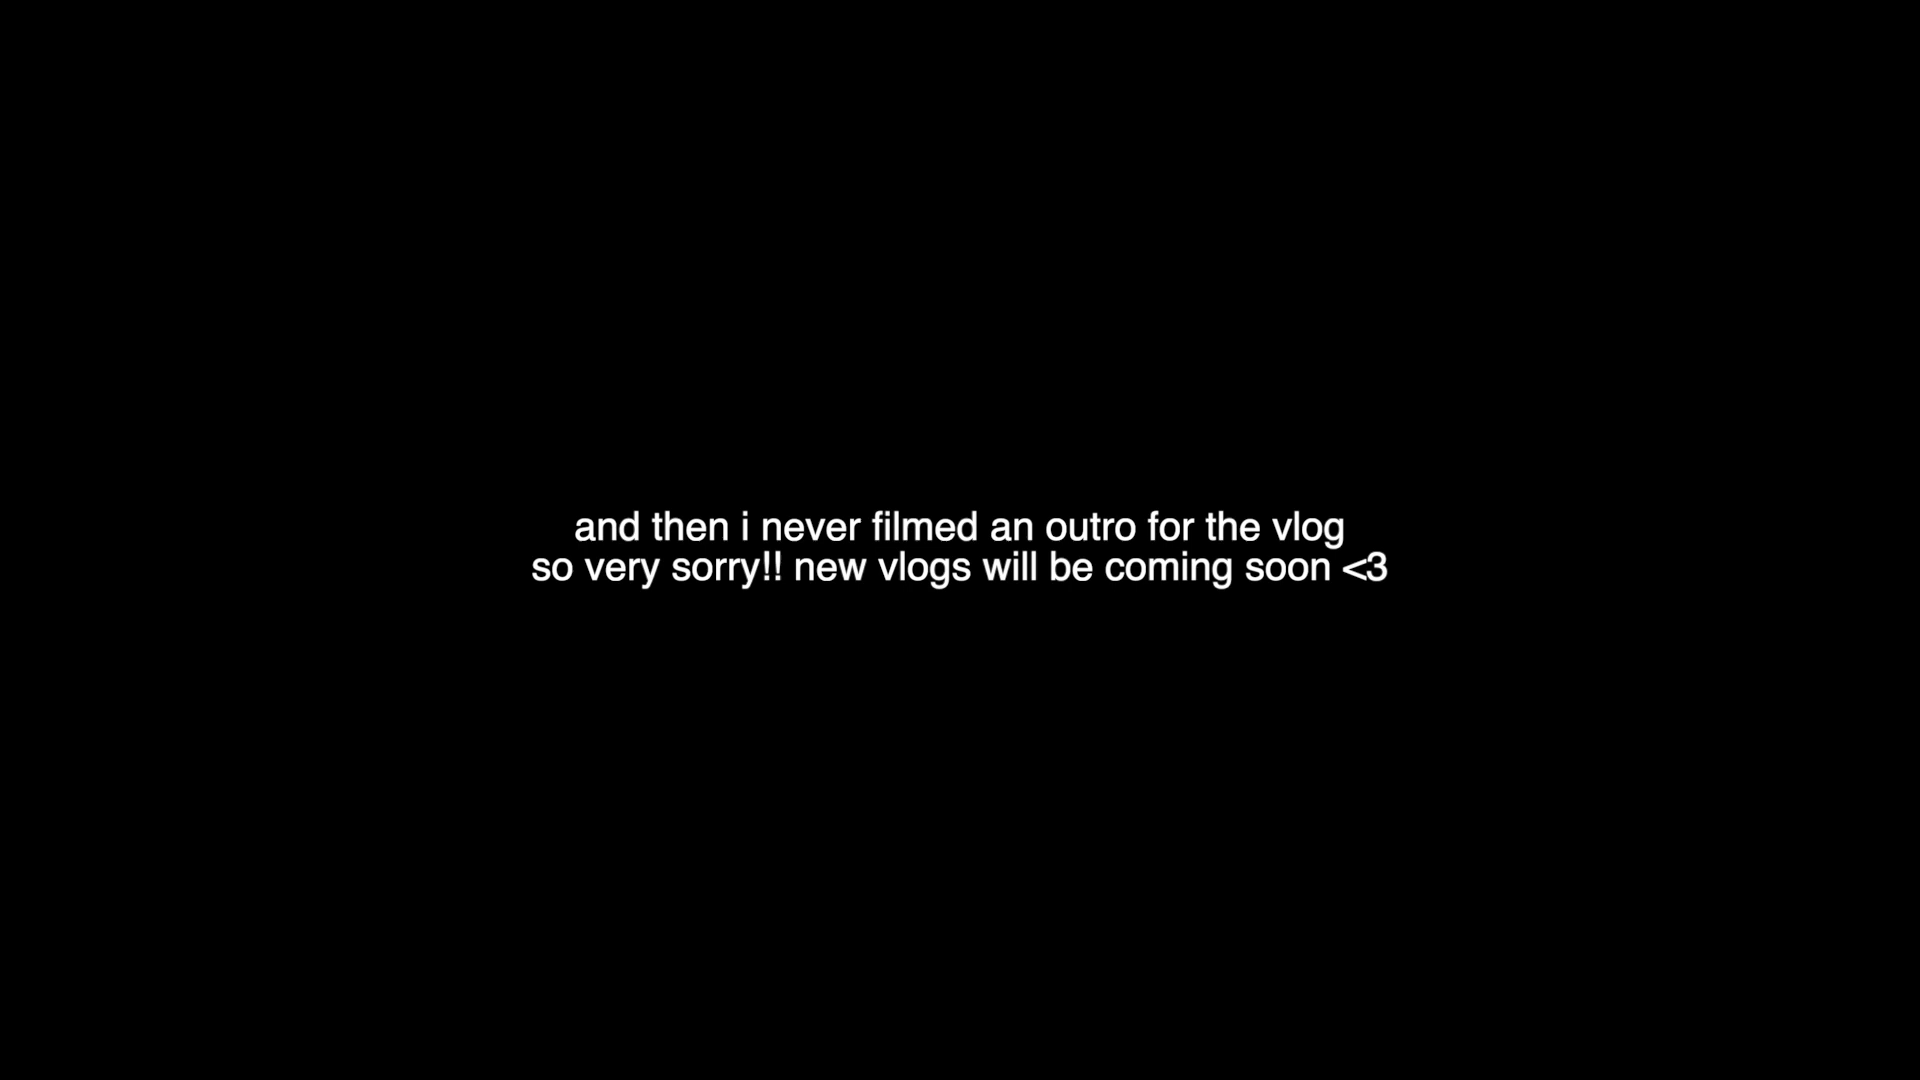 and then i never filmed an outro for the vlog
so very sorry!! new vlogs will be coming soon <3